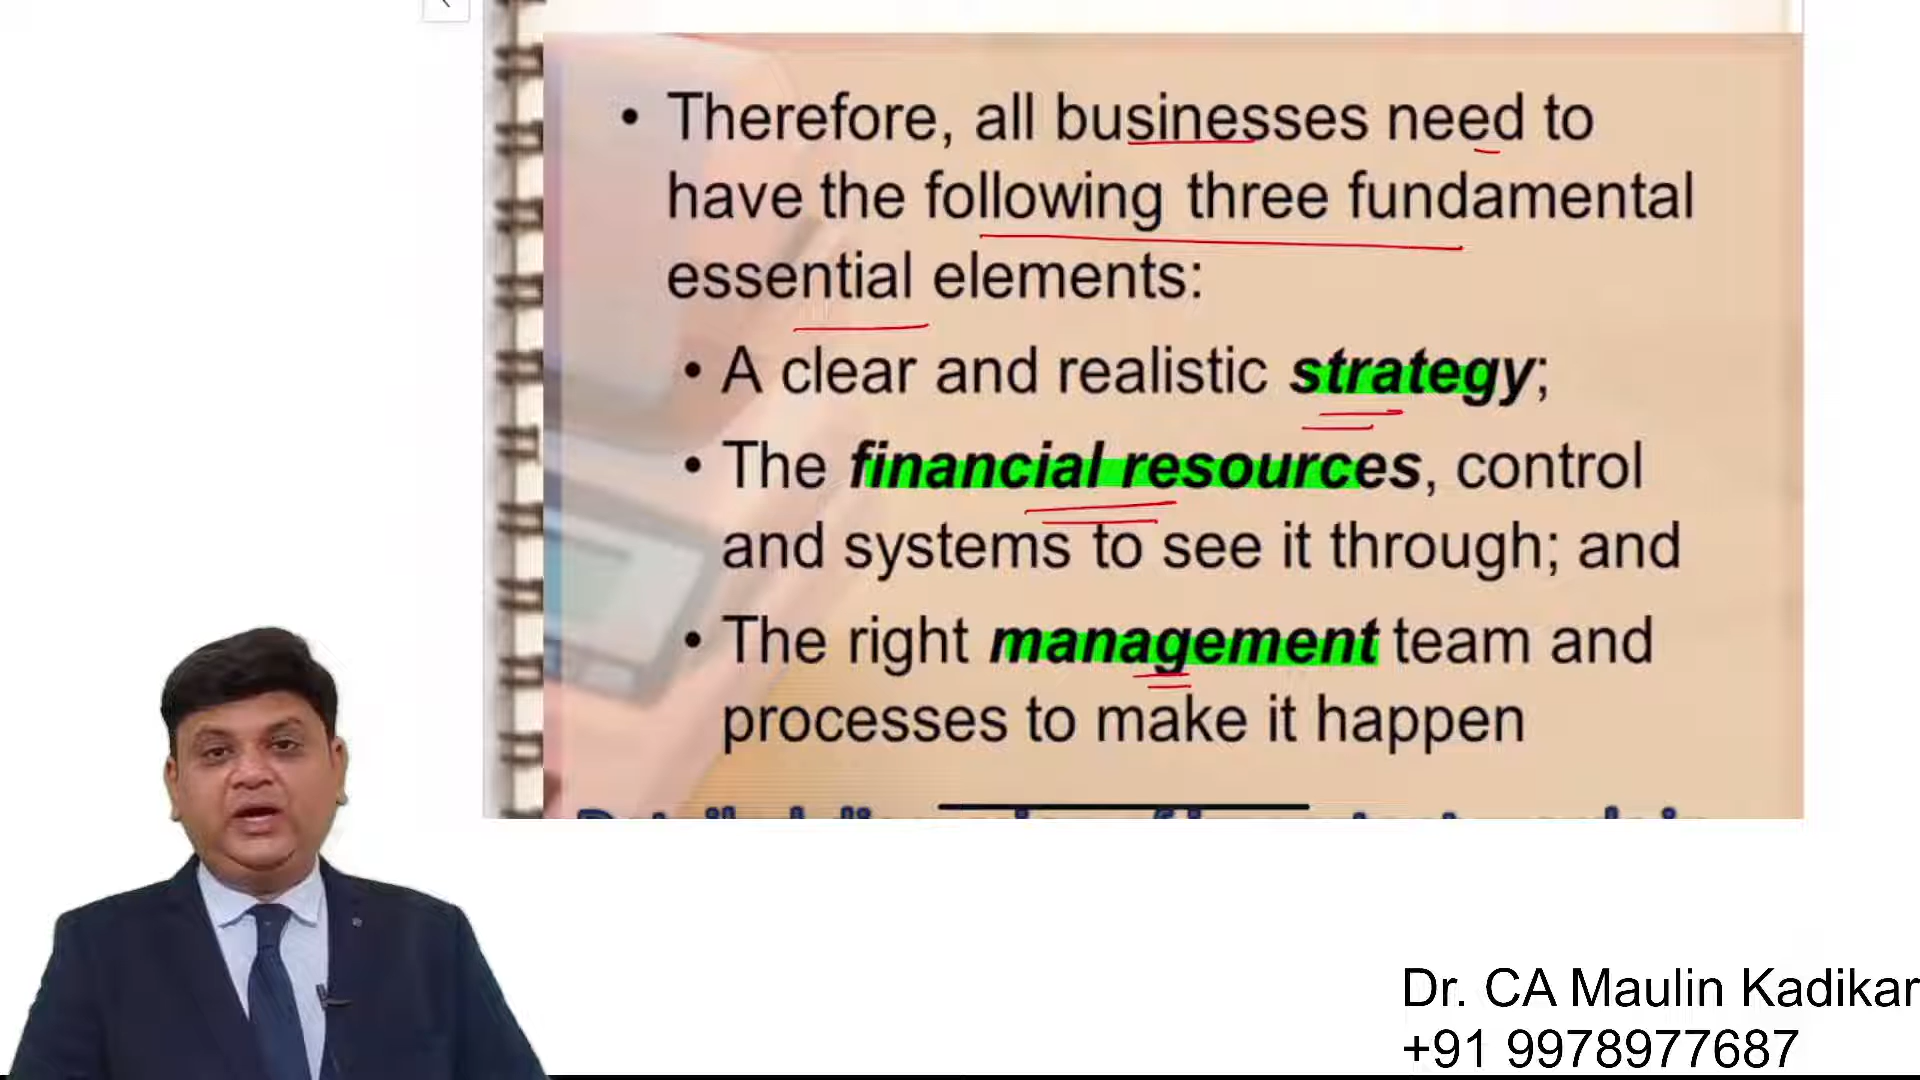 • Therefore, all businesses need to
have the following three fundamental
essential elements:
• A clear and realistic strategy;
• The financial resources, control
and systems to see it through; and
• The right management team and
processes to make it happen
Dr. CA Maulin Kadikar
+91 9978977687